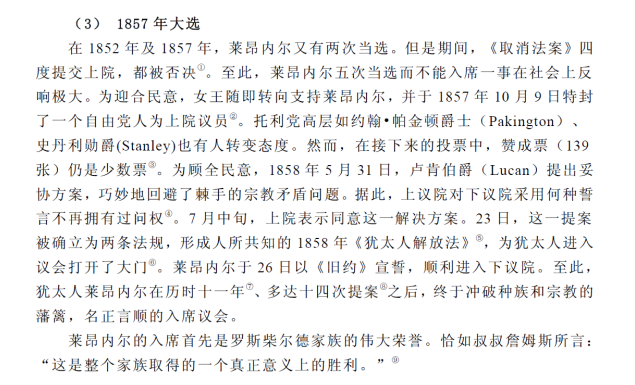 （3） 1857 年大选
在 1852 年及 1857 年，莱昂内尔又有两次当选。但是期间，《取消法案》四
度提交上院，都被否决①。至此，莱昂内尔五次当选而不能入席一事在社会上反
响极大。为迎合民意，女王随即转向支持莱昂内尔，并于 1857 年 10 月 9 日特封
了一个自由党人为上院议员②。托利党高层如约翰•帕金顿爵士（Pakington）、
史丹利勋爵(Stanley)也有人转变态度。然而，在接下来的投票中，赞成票（139
张）仍是少数票③。为顾全民意，1858 年 5 月 31 日，卢肯伯爵（Lucan）提出妥
协方案，巧妙地回避了棘手的宗教矛盾问题。据此，上议院对下议院采用何种誓
言不再拥有过问权④。7 月中旬，上院表示同意这一解决方案。23 日，这一提案
被确立为两条法规，形成人所共知的 1858 年《犹太人解放法》⑤，为犹太人进入
议会打开了大门⑥。莱昂内尔于 26 日以《旧约》宣誓，顺利进入下议院。至此，
犹太人莱昂内尔在历时十一年⑦、多达十四次提案⑧之后，终于冲破种族和宗教的
藩篱，名正言顺的入席议会。
莱昂内尔的入席首先是罗斯柴尔德家族的伟大荣誉。恰如叔叔詹姆斯所言：
“这是整个家族取得的一个真正意义上的胜利。”⑨